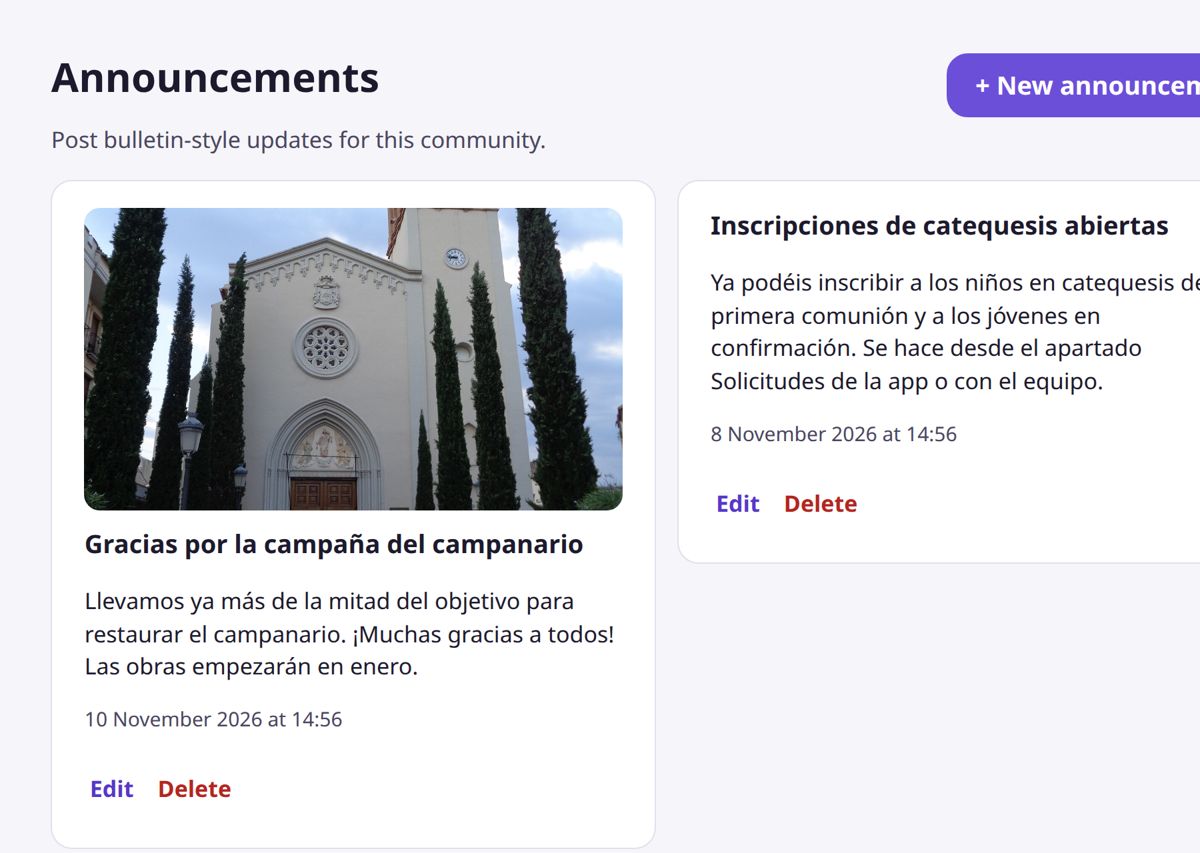 Announcements
+ New announcem
Post bulletin-style updates for this community.
Gracias por la campaña del campanario
Llevamos ya más de la mitad del objetivo para
restaurar el campanario. ¡Muchas gracias a todos!
Las obras empezarán en enero.
10 November 2026 at 14:56
Edit Delete
Inscripciones de catequesis abiertas
Ya podéis inscribir a los niños en catequesis de
primera comunión y a los jóvenes en
confirmación. Se hace desde el apartado
Solicitudes de la app o con el equipo.
8 November 2026 at 14:56
Edit Delete